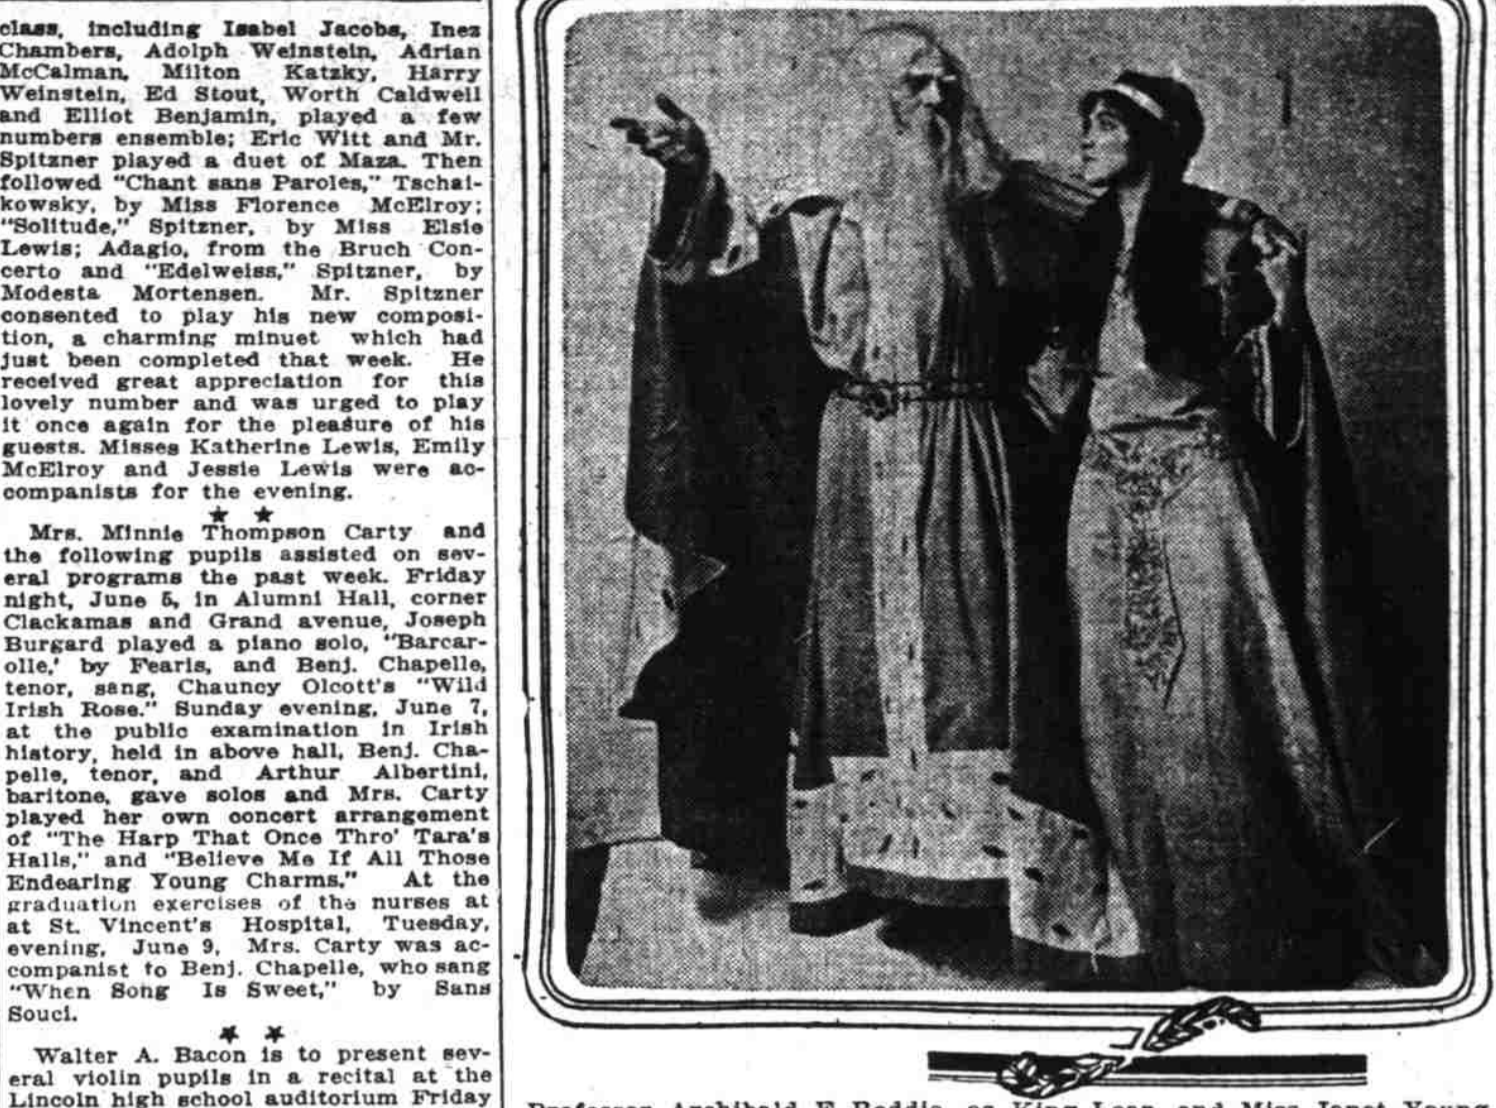 class, including Isabel Jacobs, Inez
Chambers, Adolph Weinstein, Adrian
McCalman, Milton Katzky, Harry
Weinstein, Ed Stout, Worth Caldwell
and Elliot Benjamin, played a few
numbers ensemble; Eric Witt and Mr.
Spitzner played a duet of Maza. Then
followed "Chant sans Paroles," Tschai-
kowsky, by Miss Florence McElroy;
"Solitude," Spitzner, by Miss Elsie
Lewis; Adagio, from the Bruch Con-
certo and "Edelweiss," Spitzner, by
Modesta Mortensen. Mr. Spitzner
consented to play his new composi-
tion, a charming minuet which had
just been completed that week. He
received great appreciation for this
lovely number and was urged to play
it once again for the pleasure of his
guests. Misses Katherine Lewis, Emily
McElroy and Jessie Lewis were ac-
companists for the evening.
Mrs. Minnie Thompson Carty and
the following pupils assisted on sev-
eral programs the past week. Friday
night, June 5, in Alumni Hall, corner
Clackamas and Grand avenue, Joseph
Burgard played a piano solo, "Barcar-
olle,' by Fearis, and Benj. Chapelle,
tenor, sang, Chauncy Olcott's "Wild
Irish Rose." Sunday evening, June 7,
at the public examination in Irish
history, held in above hall, Benj. Cha-
pelle, tenor, and Arthur Albertini,
baritone, gave solos and Mrs. Carty
played her own concert arrangement
of "The Harp That Once Thro' Tara's
Halls," and "Believe Me If All Those
Endearing Young Charms." At the
graduation exercises of the nurses at
at St. Vincent's Hospital, Tuesday,
evening, June 9, Mrs. Carty was ac-
companist to Benj. Chapelle, who sang
"When Song Is Sweet," by Sans
Souci.
Walter A. Bacon is to present sev-
eral violin pupils in a recital at the
Lincoln high school auditorium Friday
Professor Archibald F. Reddie, as King Lear, and Miss Janet Young